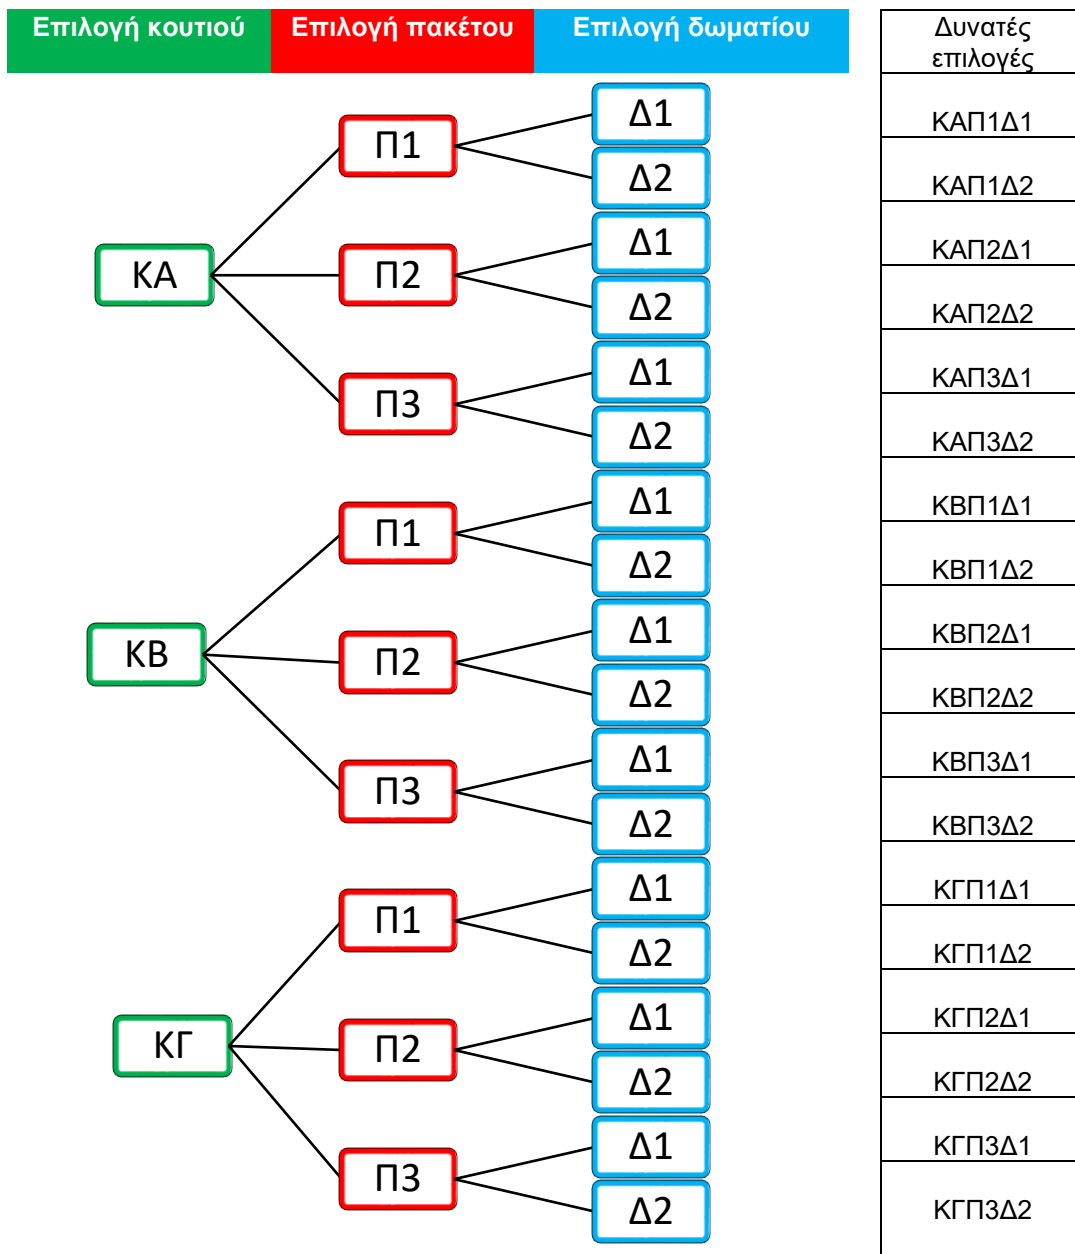 Επιλογή κουτιού Επιλογή πακέτου Επιλογή δωματίου
Δυνατές
επιλογές
Δ1
ΚΑΠ1Δ1
Π1
Δ2
ΚΑΠ1Δ2
Δ1
ΚΑΠ2Δ1
ΚΑ Π2
Δ2
ΚΑΠ2Δ2
Δ1
ΚΑΠ3Δ1
Π3
Δ2
ΚΑΠ3Δ2
Δ1
ΚΒΠ1Δ1
Π1
Δ2
ΚΒΠ1Δ2
Δ1
ΚΒΠ2Δ1
ΚΒ Π2
Δ2
ΚΒΠ2Δ2
Δ1
ΚΒΠ3Δ1
Π3
Δ2
ΚΒΠ3Δ2
Δ1
ΚΓΠ1Δ1
Π1
Δ2
ΚΓΠ1Δ2
Δ1
ΚΓΠ2Δ1
ΚΓ Π2
Δ2
ΚΓΠ2Δ2
Δ1
ΚΓΠ3Δ1
Π3
Δ2
ΚΓΠ3Δ2